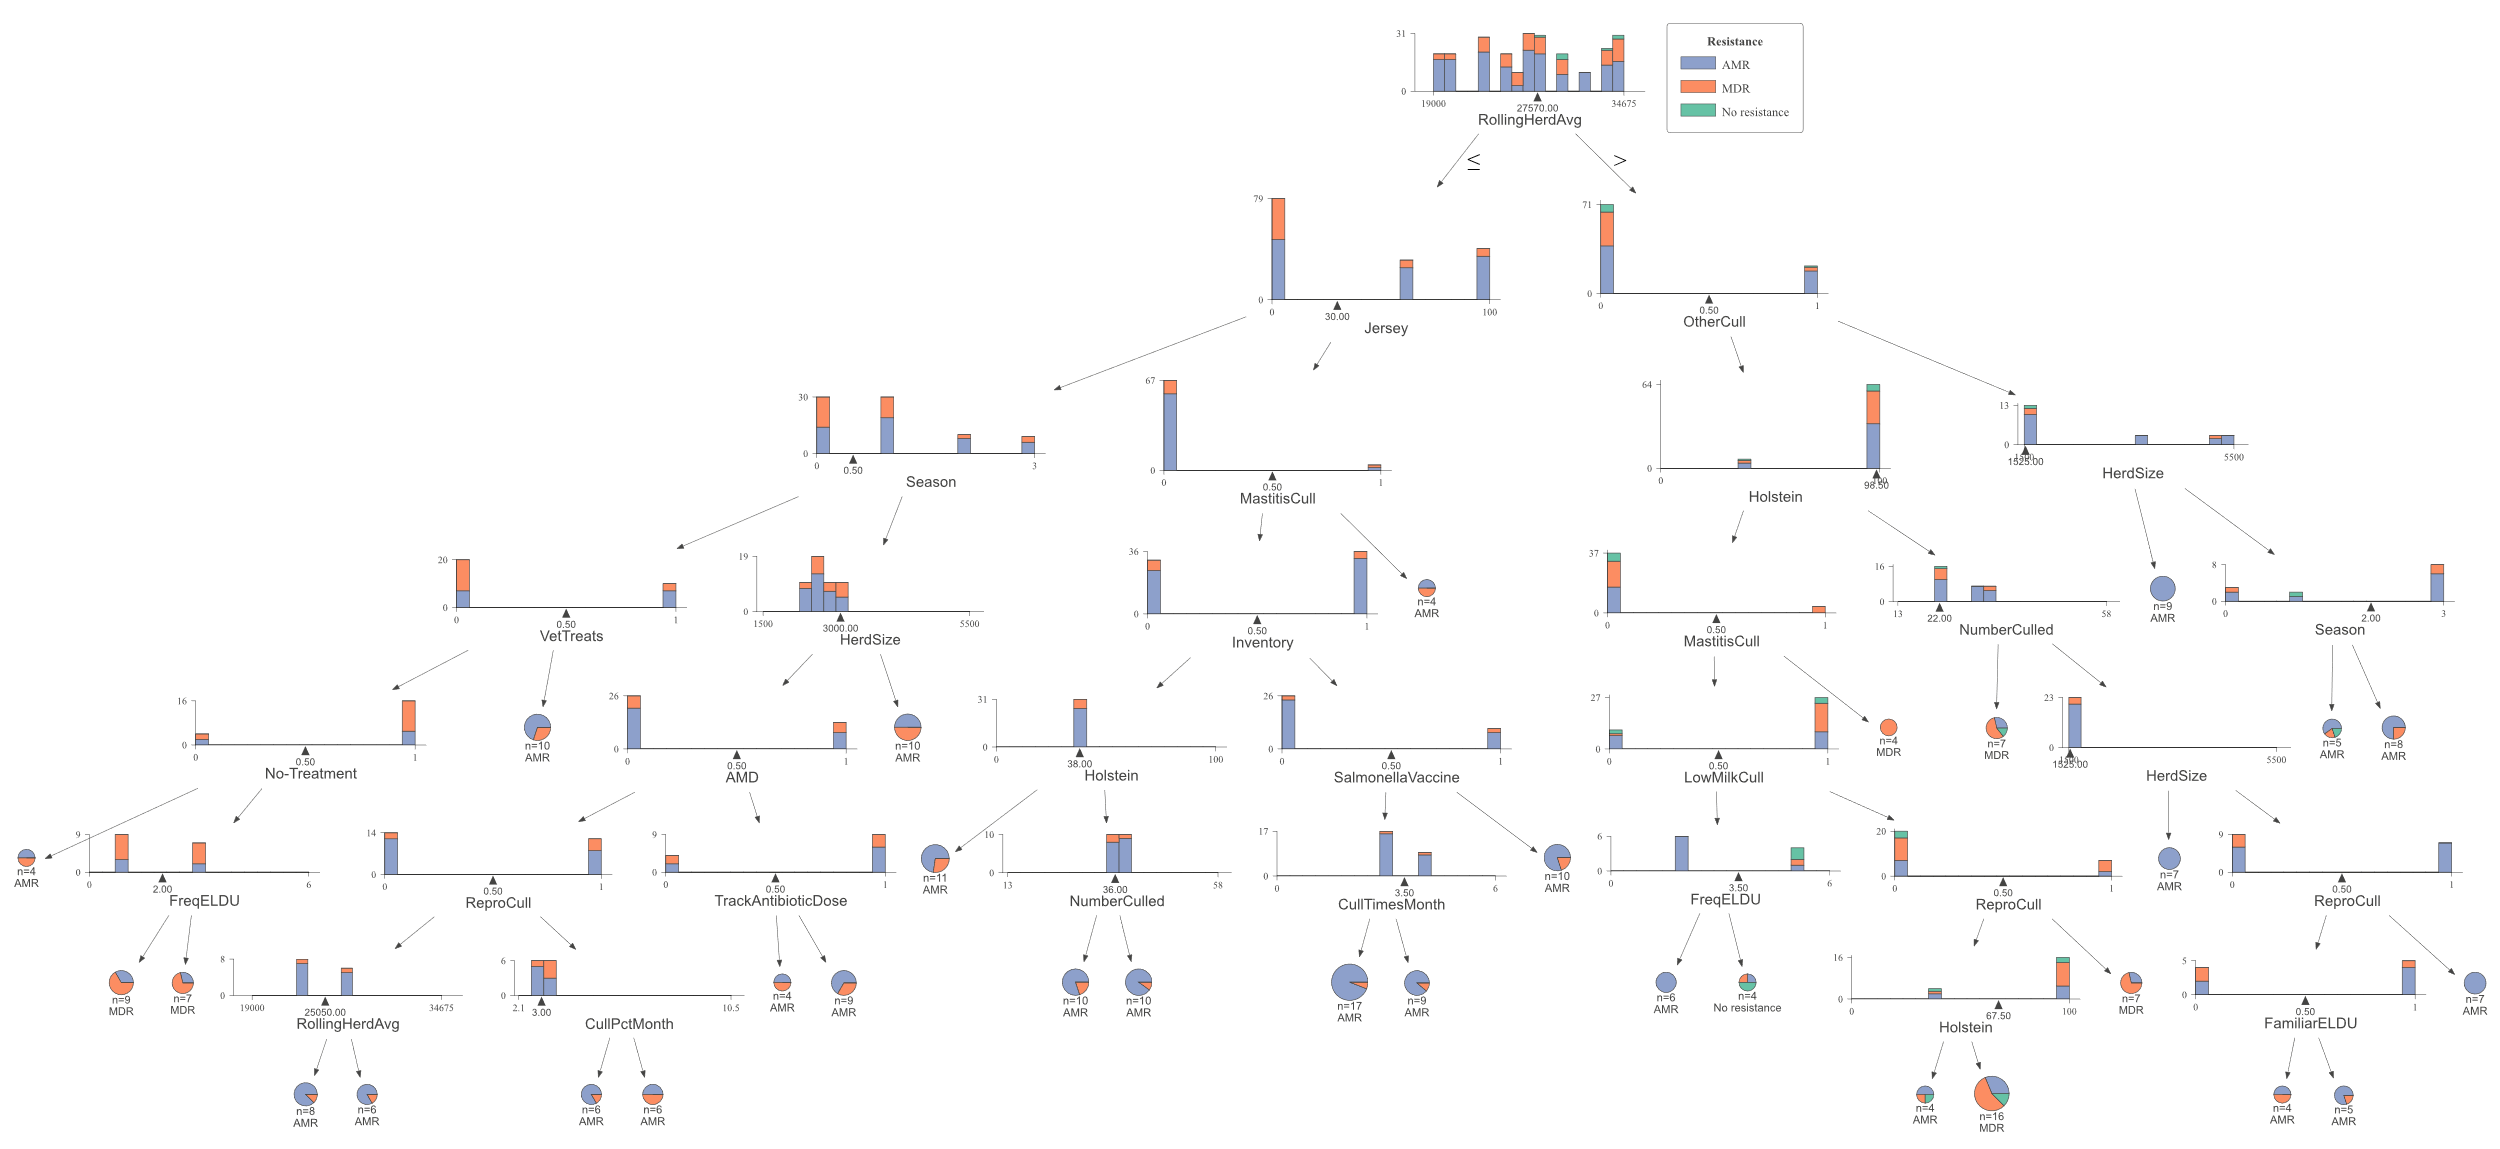 31
0
19000
34675
27570.00
RollingHerdAvg
Resistance
AMR
MDR
No resistance
≤
>
79
0
0
100
30.00
Jersey
71
0
0
1
0.50
OtherCull
30
0
0
3
0.50
Season
67
0
0
1
0.50
MastitisCull
64
0
0
98.50
Holstein
13
0
5500
1525.00
HerdSize
20
0
0
1
0.50
VetTreats
19
0
1500
5500
3000.00
HerdSize
36
0
0
1
0.50
Inventory
n=4
AMR
37
0
0
1
0.50
MastitisCull
16
0
13
58
22.00
NumberCulled
n=9
AMR
8
0
0
3
2.00
Season
16
0
0
1
0.50
No-Treatment
n=10
AMR
26
0
0
1
0.50
AMD
n=10
AMR
31
0
0
100
38.00
Holstein
26
0
0
1
0.50
SalmonellaVaccine
27
0
0
1
0.50
LowMilkCull
n=4
MDR
n=7
MDR
23
0
5500
1525.00
HerdSize
n=5
AMR
n=8
AMR
n=4
AMR
9
0
0
6
2.00
FreqELDU
14
0
0
1
0.50
ReproCull
9
0
0
1
0.50
TrackAntibioticDose
n=11
AMR
10
0
13
58
36.00
NumberCulled
17
0
0
6
3.50
CullTimesMonth
n=10
AMR
6
0
0
6
3.50
FreqELDU
20
0
0
1
0.50
ReproCull
n=7
AMR
9
0
0
1
0.50
ReproCull
n=9
MDR
n=7
MDR
8
0
19000
34675
25050.00
RollingHerdAvg
6
0
2.1
10.5
3.00
CullPctMonth
n=4
AMR
n=9
AMR
n=10
AMR
n=10
AMR
n=17
AMR
n=9
AMR
n=6
AMR
n=4
No resistance
16
0
0
100
67.50
Holstein
n=7
MDR
5
0
0
1
0.50
FamiliarELDU
n=7
AMR
n=8
AMR
n=6
AMR
n=6
AMR
n=6
AMR
n=4
AMR
n=16
MDR
n=4
AMR
n=5
AMR